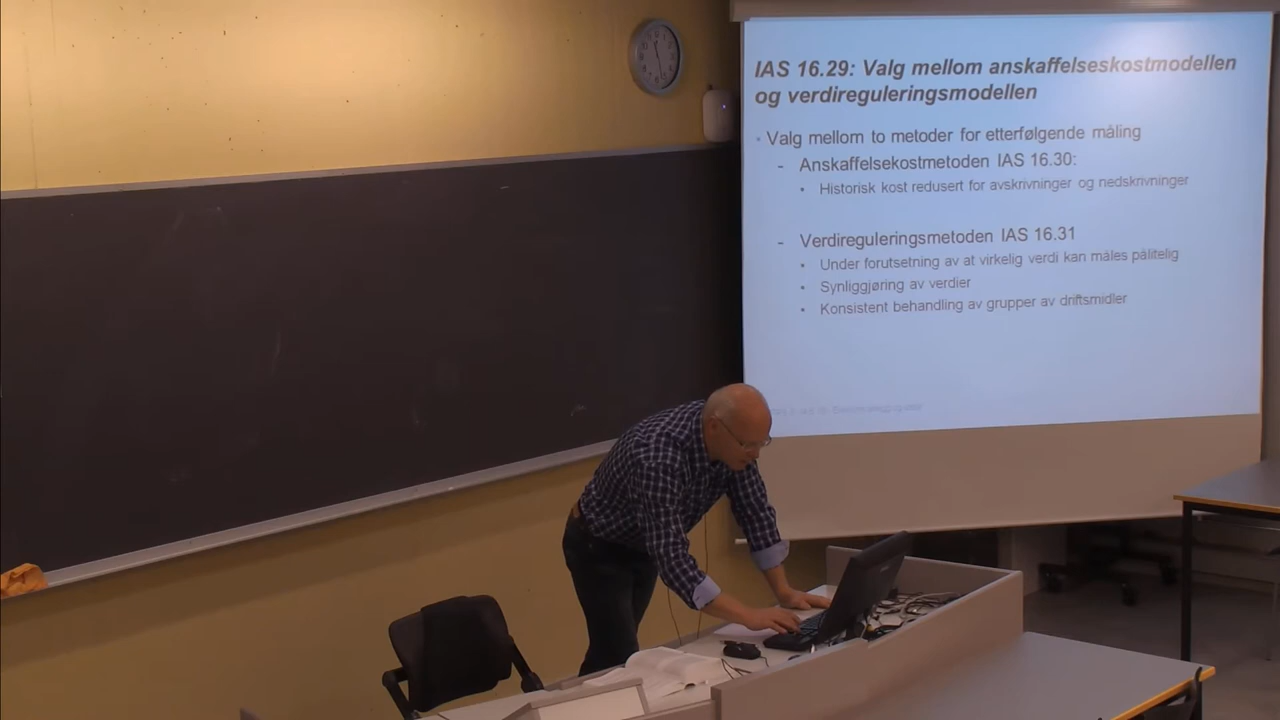 IAS 16.29: Valg mellom anskaffelseskostmodellen
og verdireguleringsmodellen
• Valg mellom to metoder for etterfølgende måling
- Anskaffelsekostmetoden IAS 16.30:
• Historisk kost redusert for avskrivninger og nedskrivninger
- Verdireguleringsmetoden IAS 16.31
• Under forutsetning av at virkelig verdi kan måles pålitelig
• Synliggjøring av verdier
• Konsistent behandling av grupper av driftsmidler